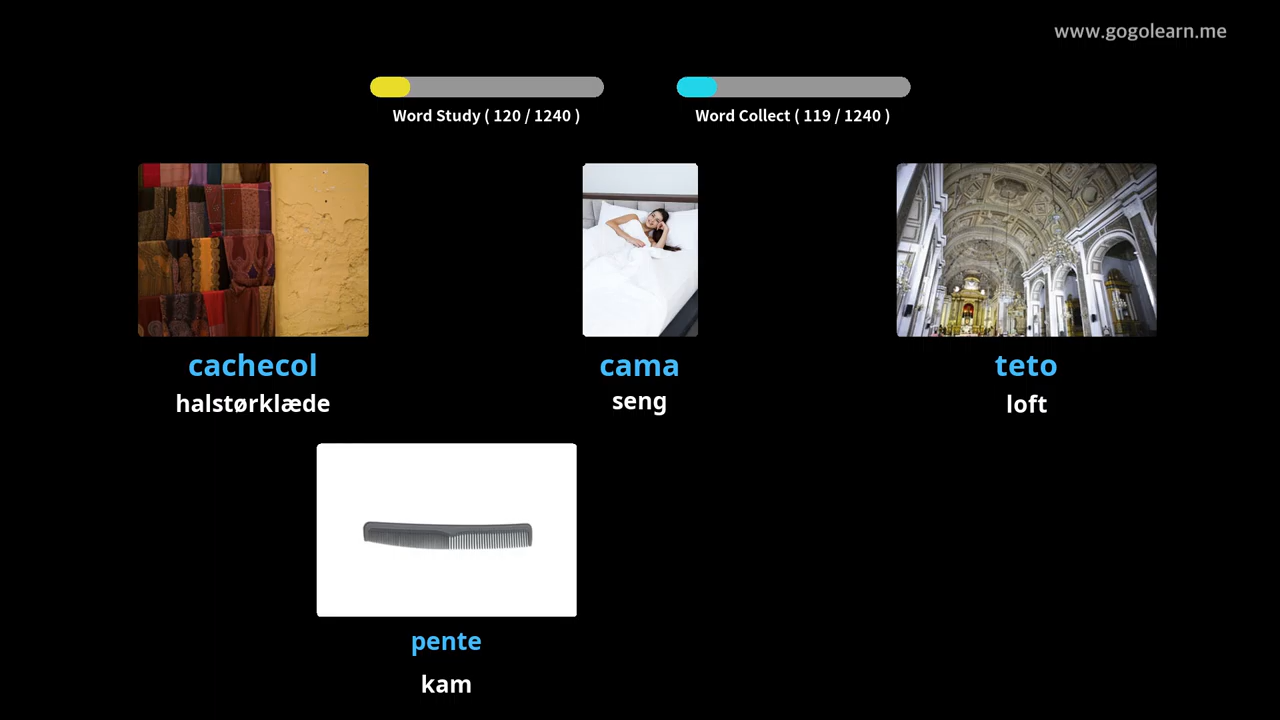 www.gogolearn.me
Word Study ( 120 / 1240 )
Word Collect ( 119 / 1240 )
cachecol
halstørklæde
cama
seng
teto
loft
pente
kam